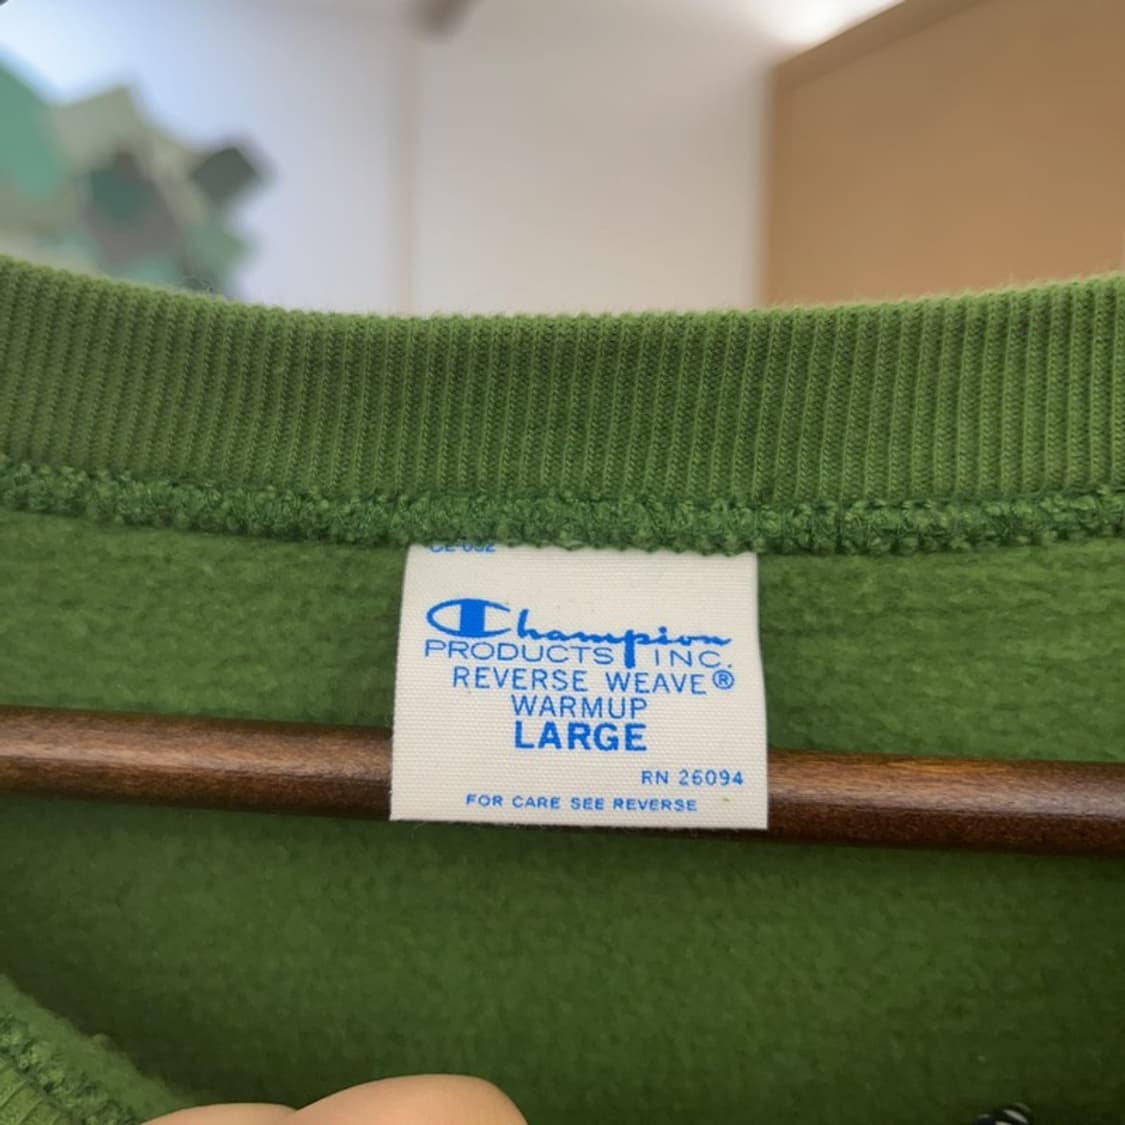 Champion
PRODUCTS INC.
REVERSE WEAVE®
WARMUP
LARGE
RN 26094
FOR CARE SEE REVERSE